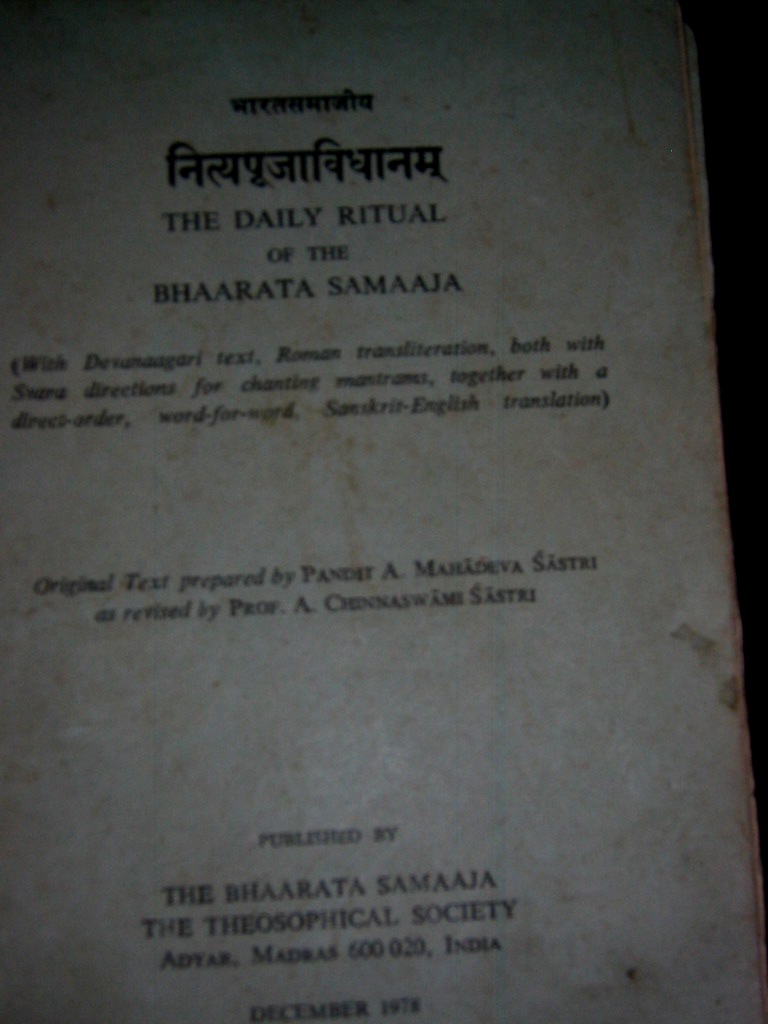 भारतसमाजीय
नित्यपूजाविधानम्
THE DAILY RITUAL
OF THE
BHAARATA SAMAAJA
(With Devanaagari text, Roman transliteration, both with
Svara directions for chanting mantrams, together with a
direct-order, word-for-word, Sanskrit-English translation)
Original Text prepared by PANDIT A. MAHĀDEVA ŚĀSTRI
as revised by PROF. A. CHINNASWĀMI ŚĀSTRI
PUBLISHED BY
THE BHAARATA SAMAAJA
THE THEOSOPHICAL SOCIETY
ADYAR, MADRAS 600 020, INDIA
DECEMBER 1978